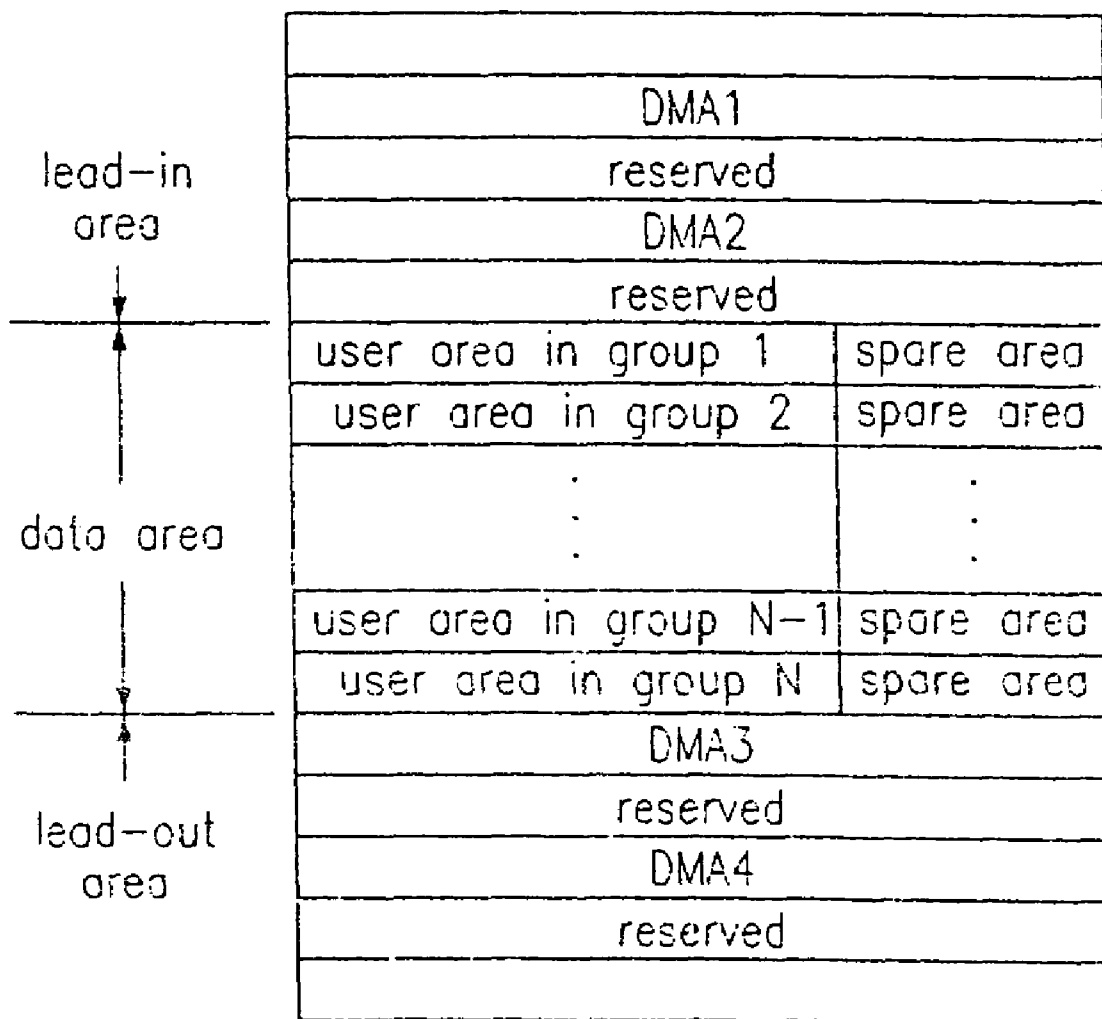 DMA1
reserved
lead-in
area
DMA2
reserved
user area in group 1 spare area
user area in group 2 spare area
data area
user area in group N-1 spare area
user area in group N spare area
DMA3
reserved
lead-out
area
DMA4
reserved